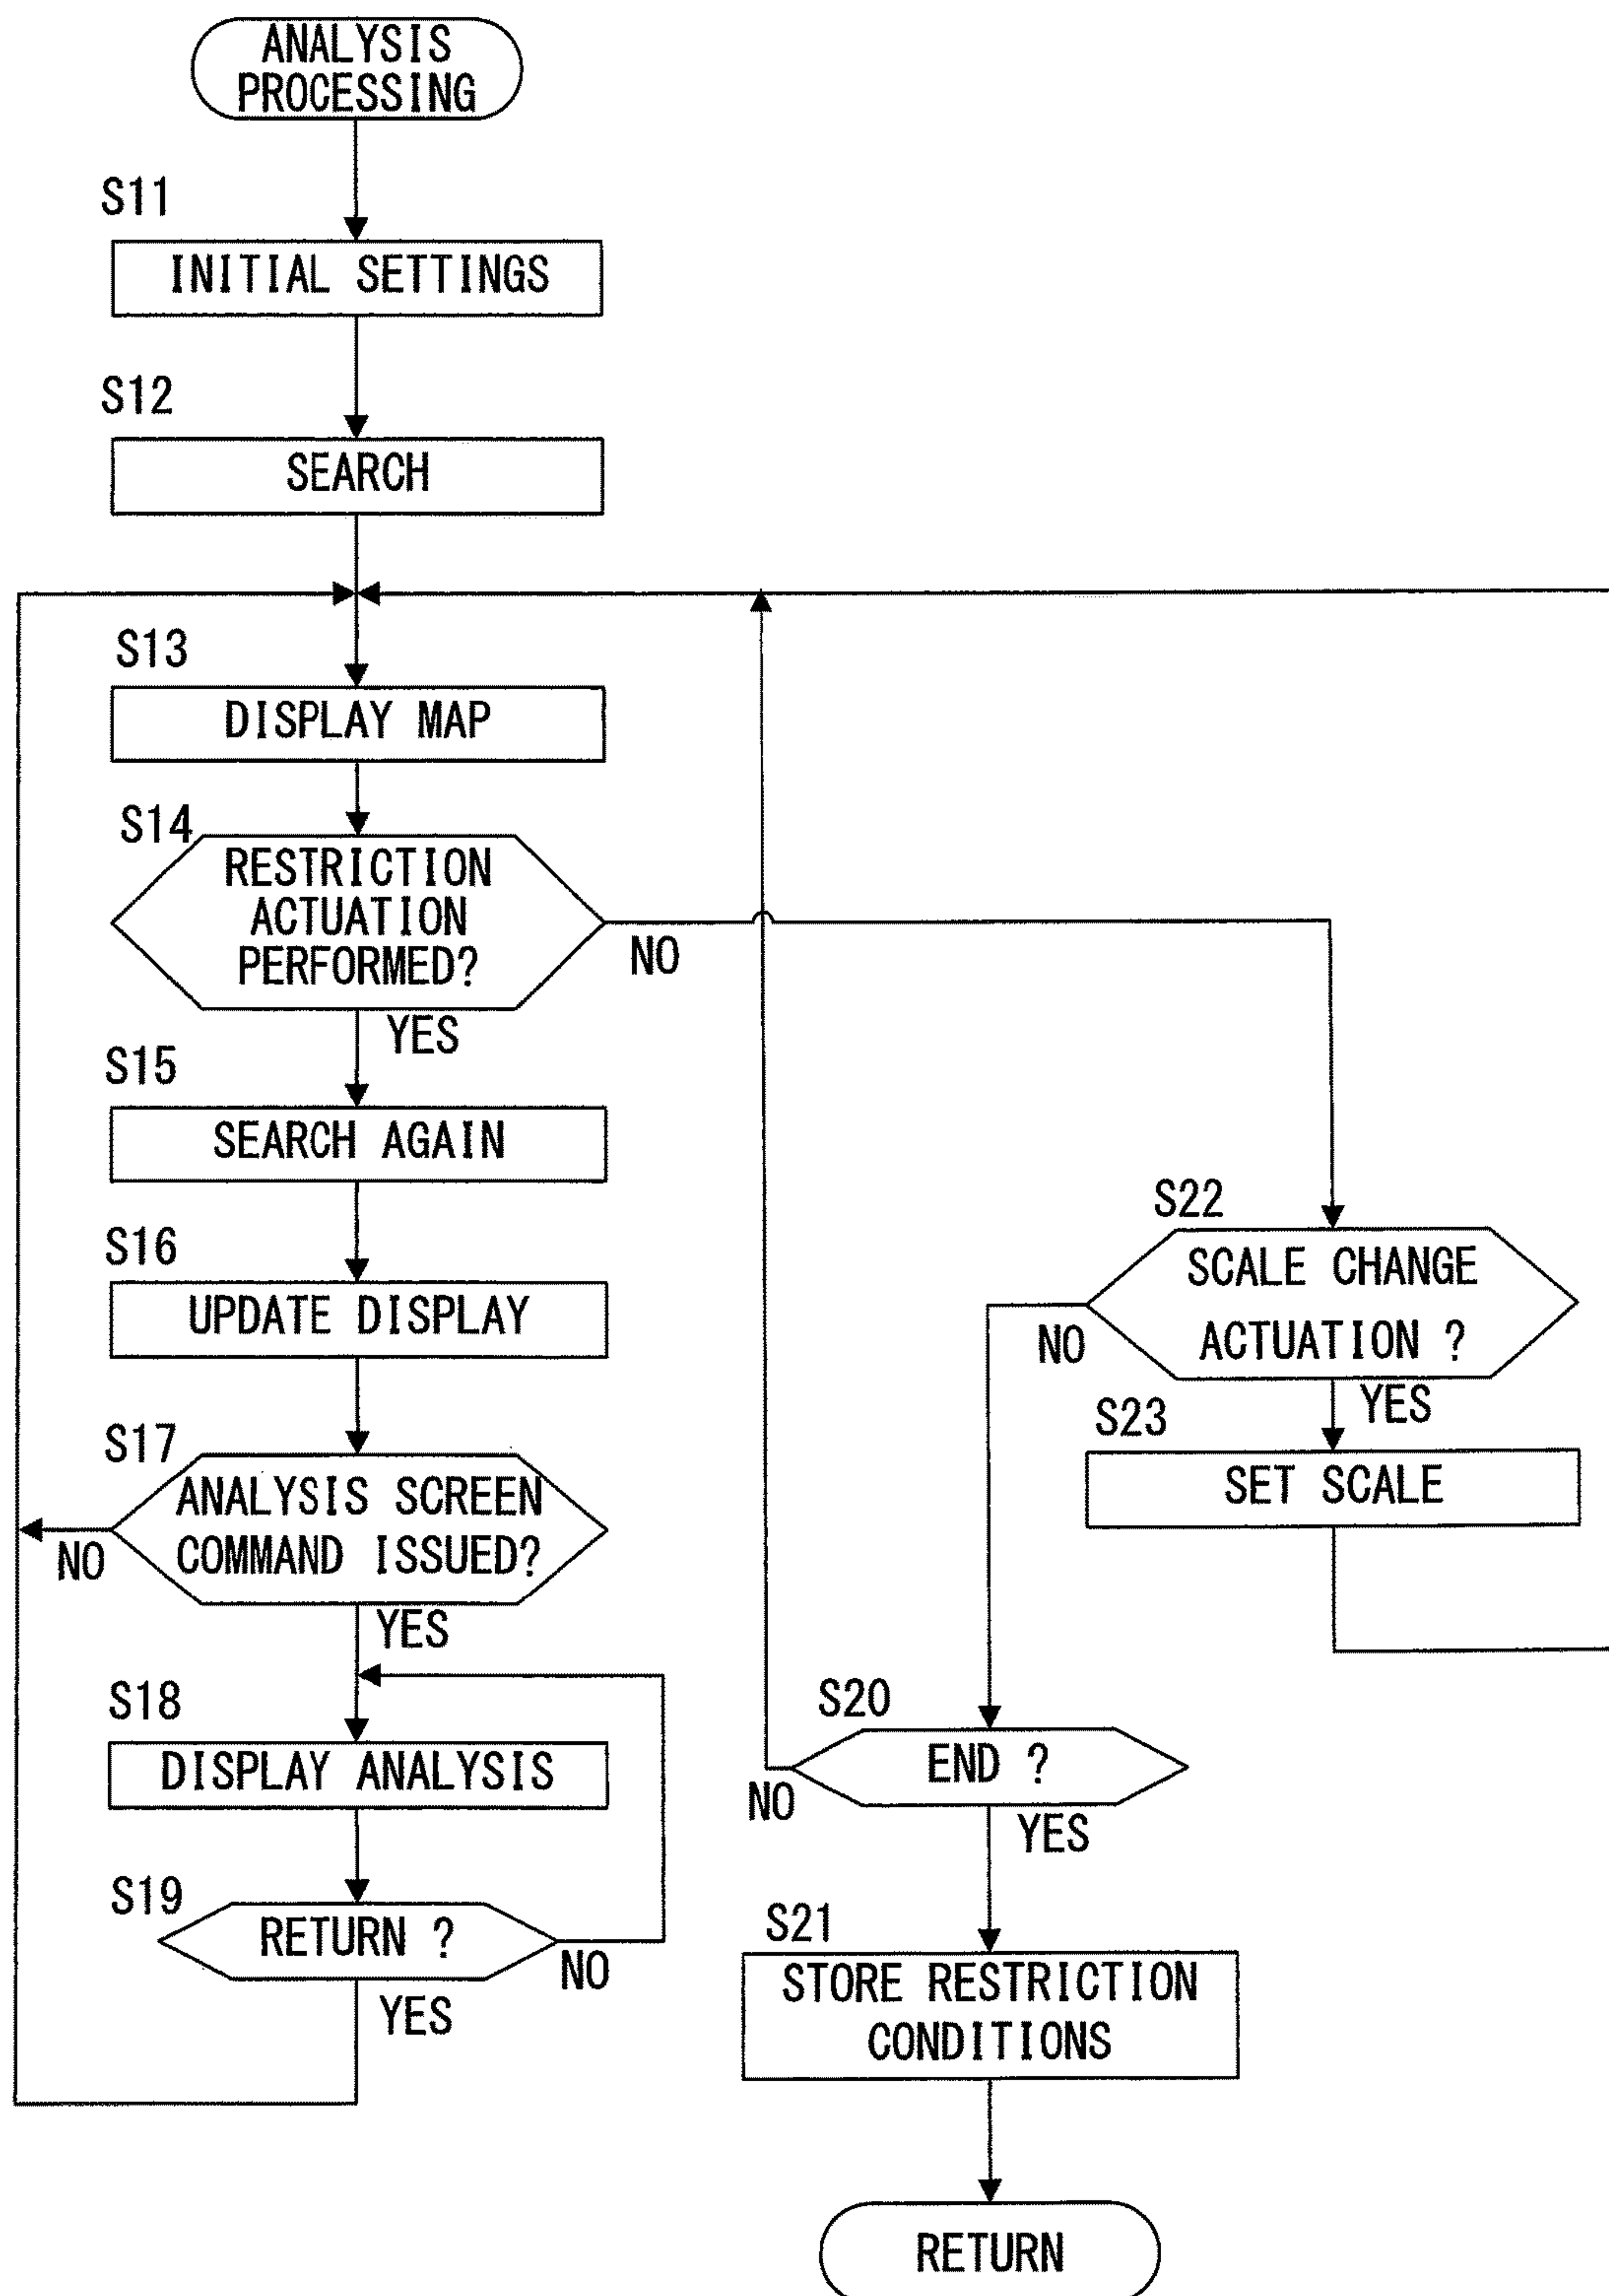 ANALYSIS
PROCESSING
S11
INITIAL SETTINGS
S12
SEARCH
S13
DISPLAY MAP
S14
RESTRICTION
ACTUATION
PERFORMED?
NO
YES
S15
SEARCH AGAIN
S16
UPDATE DISPLAY
S17
ANALYSIS SCREEN
COMMAND ISSUED?
NO
YES
S18
DISPLAY ANALYSIS
S19
RETURN ?
NO
YES
S22
SCALE CHANGE
ACTUATION ?
NO
YES
S23
SET SCALE
S20
END ?
NO
YES
S21
STORE RESTRICTION
CONDITIONS
RETURN